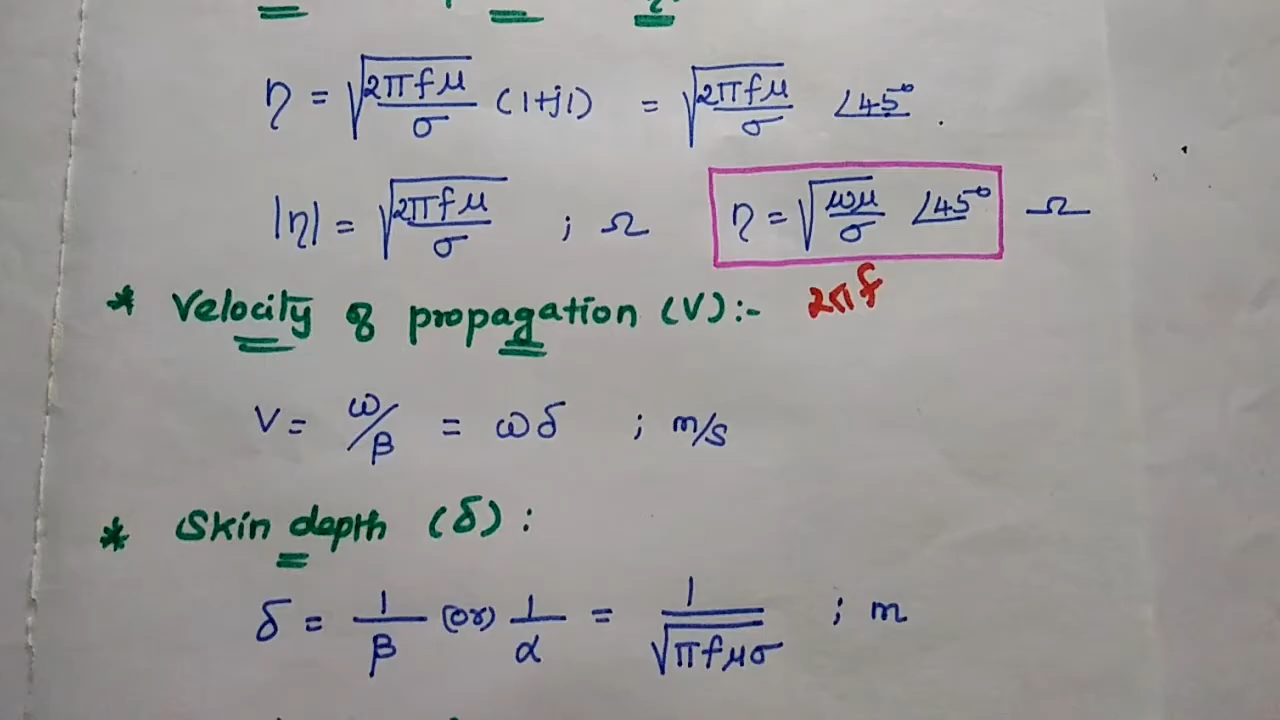 η = √(2πfμ/σ) (1+j1) = √(2πfμ/σ) ∠45° .
|η| = √(2πfμ/σ) ; Ω η = √(ωμ/σ) ∠45° Ω
* Velocity of propagation (V):- 2πf
V = ω/β = ωδ ; m/s
* Skin depth (δ) :
δ = 1/β (or) 1/α = 1/√(πfμσ) ; m